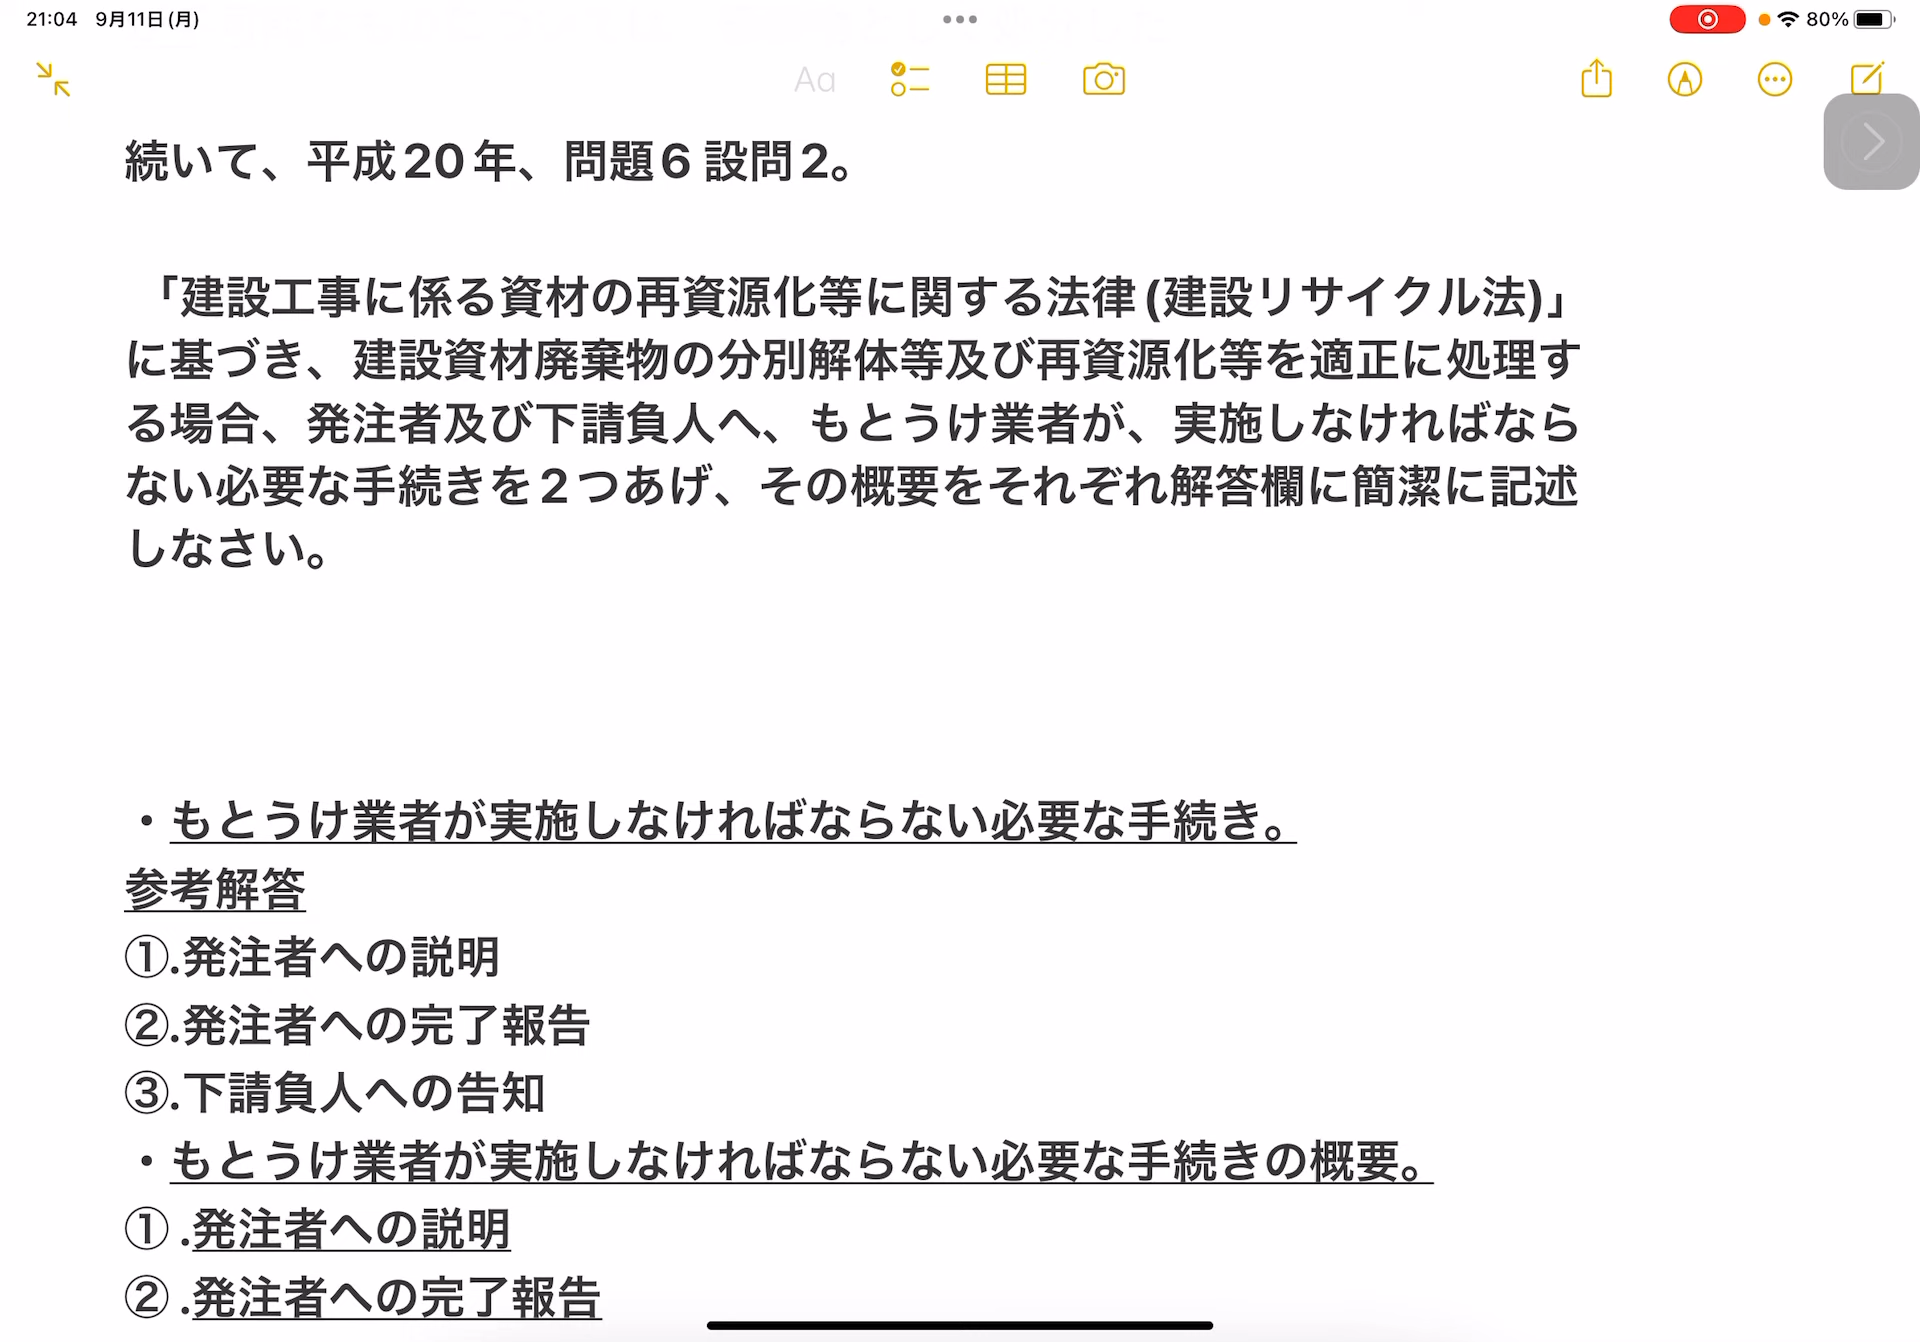 21:04 9月11日(月) 80%
Aa
続いて、平成20年、問題6 設問2。
「建設工事に係る資材の再資源化等に関する法律(建設リサイクル法)」
に基づき、建設資材廃棄物の分別解体等及び再資源化等を適正に処理す
る場合、発注者及び下請負人へ、もとうけ業者が、実施しなければなら
ない必要な手続きを2つあげ、その概要をそれぞれ解答欄に簡潔に記述
しなさい。
・もとうけ業者が実施しなければならない必要な手続き。
参考解答
①.発注者への説明
②.発注者への完了報告
③.下請負人への告知
・もとうけ業者が実施しなければならない必要な手続きの概要。
① .発注者への説明
② .発注者への完了報告